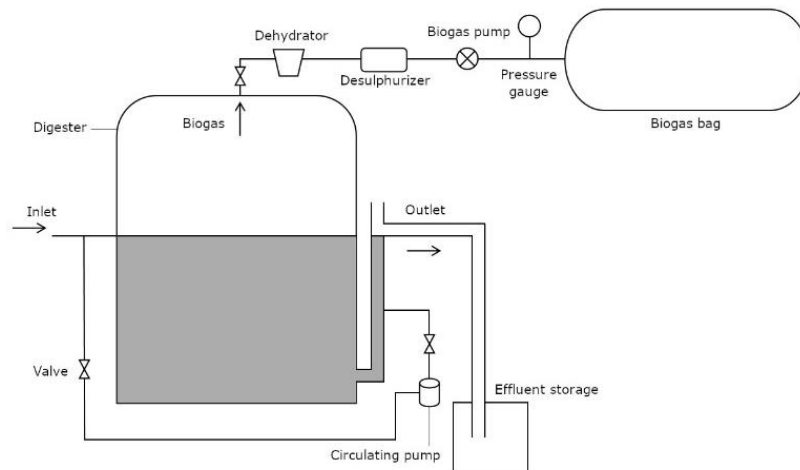 Dehydrator
Biogas pump
Desulphurizer
Pressure
gauge
Digester
Biogas
Biogas bag
Inlet
Outlet
Valve
Effluent storage
Circulating pump